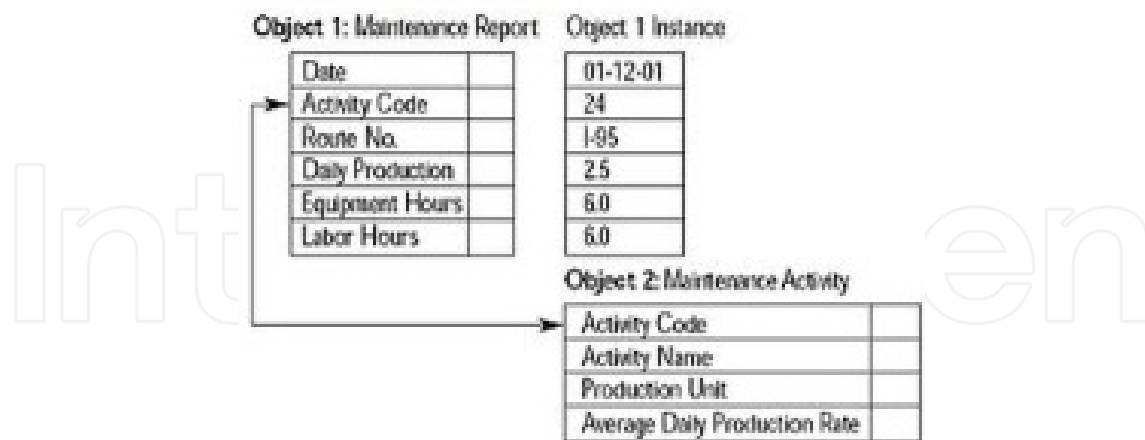 Object 1: Maintenance Report
Object 1 Instance
Date
01-12-01
Activity Code
24
Route No.
I-95
Daily Production
2.5
Equipment Hours
6.0
Labor Hours
6.0
Object 2: Maintenance Activity
Activity Code
Activity Name
Production Unit
Average Daily Production Rate